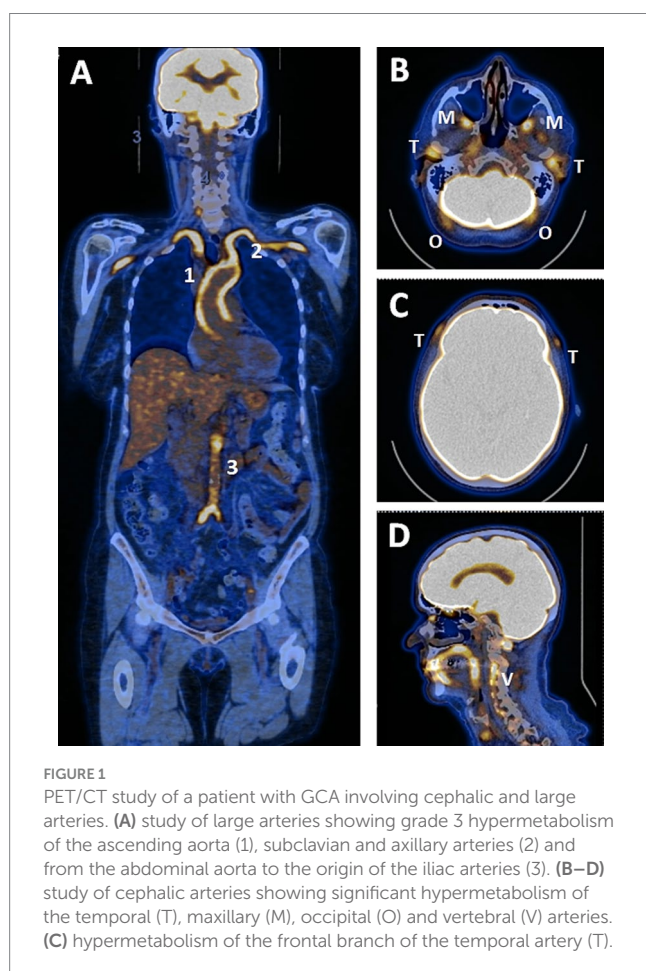 A
3
1
2
3
B
M
M
T
T
O
O
C
T
T
D
V
FIGURE 1
PET/CT study of a patient with GCA involving cephalic and large
arteries. (A) study of large arteries showing grade 3 hypermetabolism
of the ascending aorta (1), subclavian and axillary arteries (2) and
from the abdominal aorta to the origin of the iliac arteries (3). (B–D)
study of cephalic arteries showing significant hypermetabolism of
the temporal (T), maxillary (M), occipital (O) and vertebral (V) arteries.
(C) hypermetabolism of the frontal branch of the temporal artery (T).